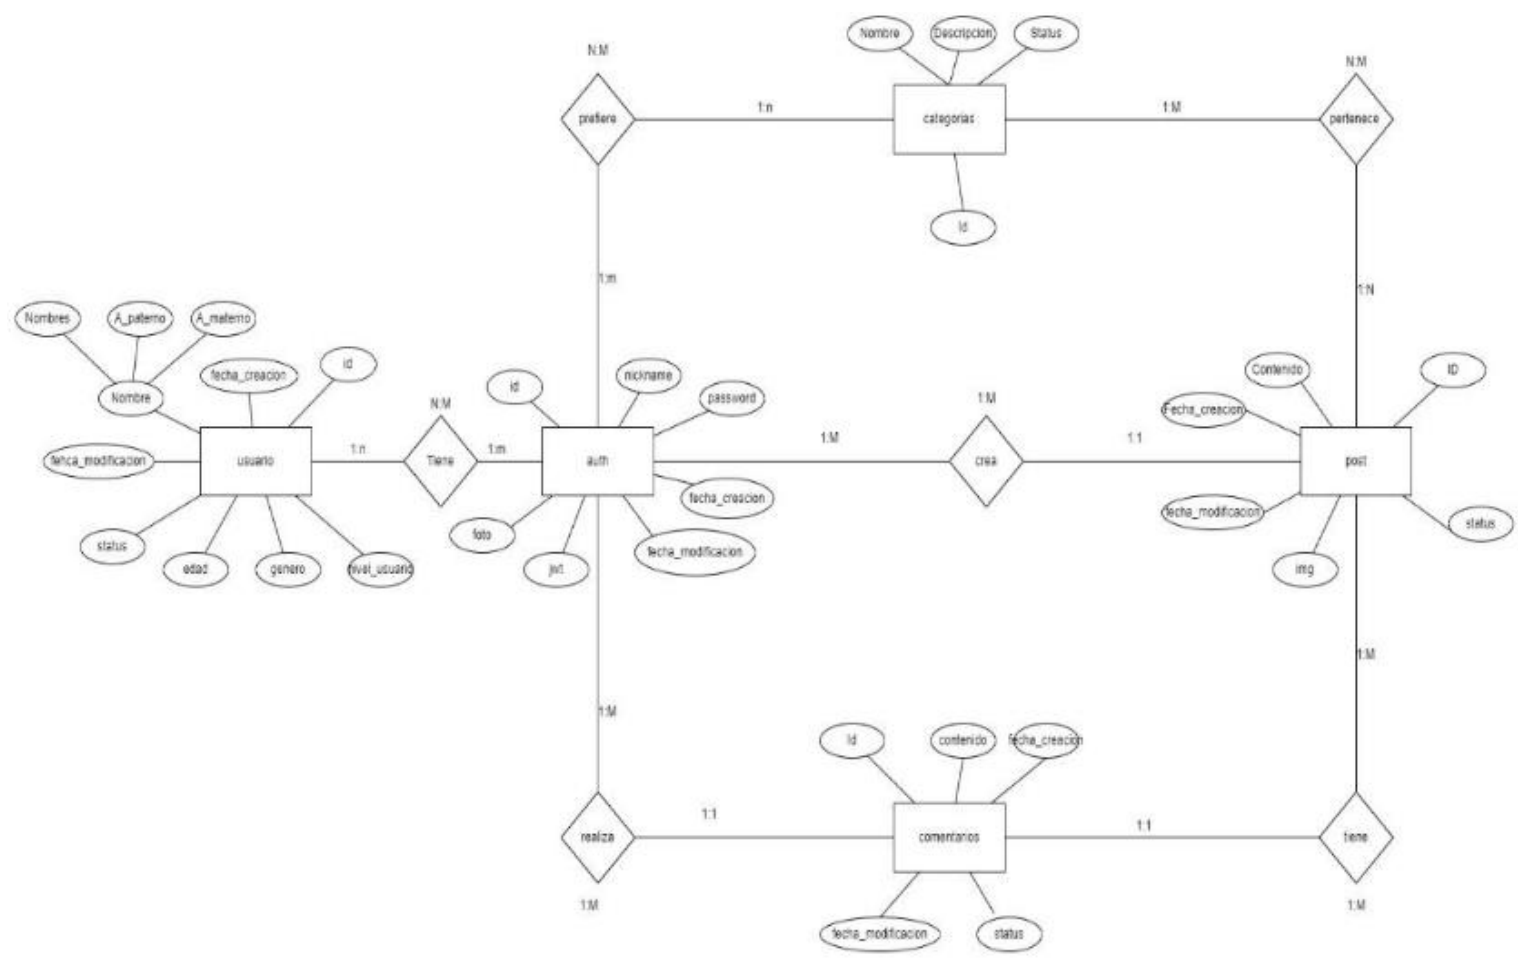 Nombre Descripcion Status
N:M
N:M
prefiere
1:n
categorias
1:M
pertenece
Id
1:m
1:N
Nombres A_paterno A_materno
fecha_creacion
id
Nombre
id
nickname
password
Contenido
ID
Fecha_creacion
N:M
1:M
fehca_modificacion
usuario
1:n
Tiene
1:m
auth
1:M
crea
1:1
post
fecha_creacion
fecha_modificacion
status
status
edad
genero
nivel_usuario
foto
jwt
fecha_modificacion
img
1:M
1:M
Id
contenido
fecha_creacion
realiza
1:1
comentarios
1:1
tiene
1:M
1:M
fecha_modificacion
status